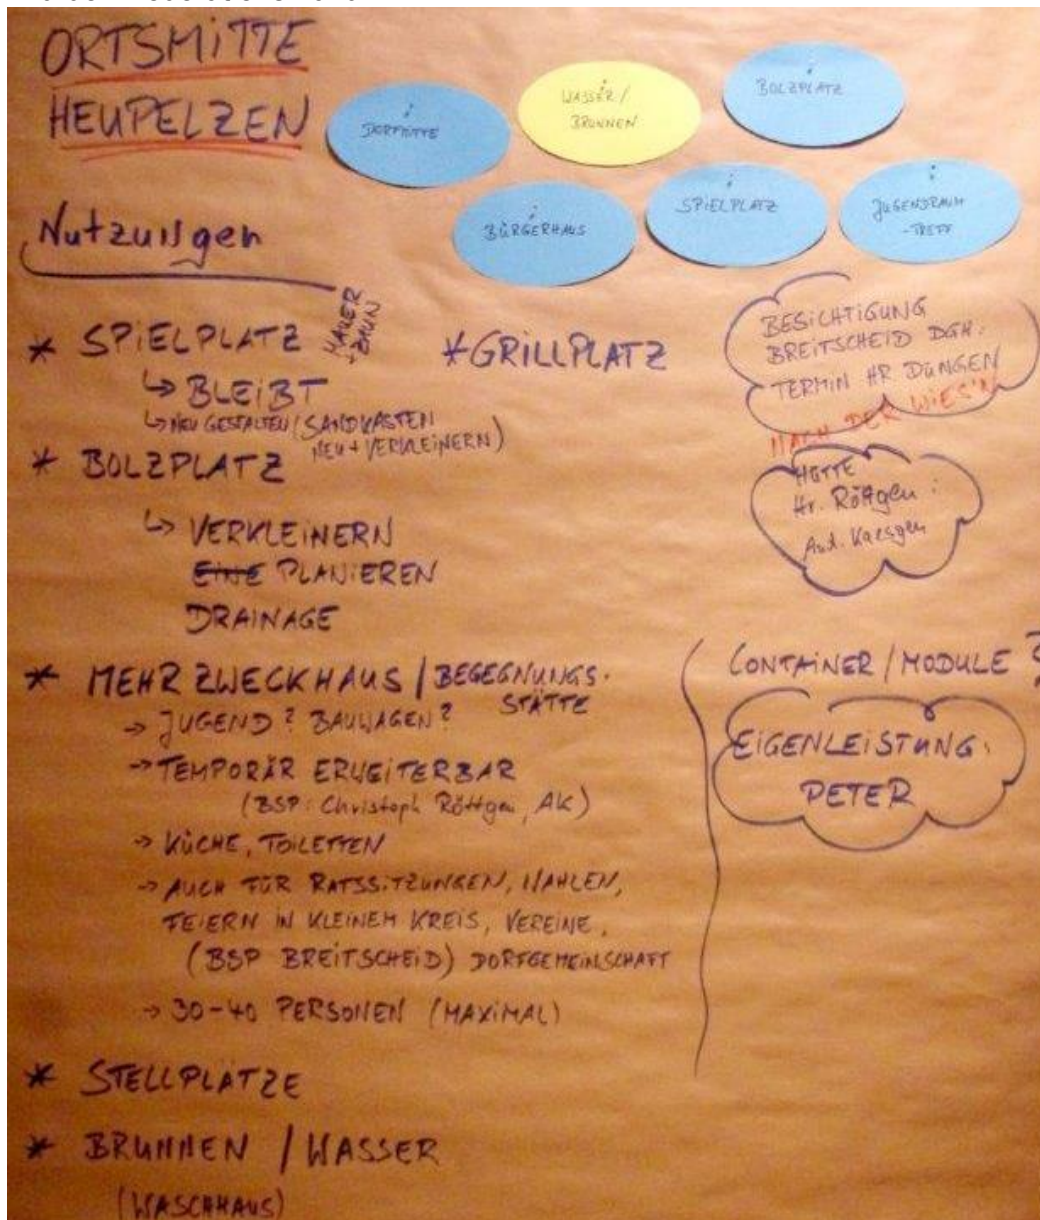 ORTSMITTE
HEUPELZEN
DORFMITTE
WASSER /
BRUNNEN
BOLZPLATZ
BÜRGERHAUS
SPIELPLATZ
JUGENDRAUM
-TREFF
Nutzungen
* SPIELPLATZ
MAUER
+ ZAUN
↳ BLEIBT
↳ NEU GESTALTEN (SANDKASTEN
NEU + VERKLEINERN)
* GRILLPLATZ
BESICHTIGUNG
BREITSCHEID DGH.
TERMIN HR DÜNGEN
NACH DER WIES'N
HÜTTE
Hr. Röttgen :
* BOLZPLATZ
↳ VERKLEINERN
EINE PLANIEREN
DRAINAGE
* MEHRZWECKHAUS / BEGEGNUNGS-
STÄTTE
→ JUGEND? BAUWAGEN?
→ TEMPORÄR ERWEITERBAR
(BSP: Christoph Röttgen, AK)
→ KÜCHE, TOILETTEN
→ AUCH FÜR RATSSITZUNGEN, WAHLEN,
FEIERN IN KLEINEM KREIS, VEREINE,
(BSP BREITSCHEID) DORFGEMEINSCHAFT
→ 30-40 PERSONEN (MAXIMAL)
CONTAINER / MODULE ?
EIGENLEISTUNG:
PETER
* STELLPLÄTZE
* BRUNNEN / WASSER
(WASCHHAUS)